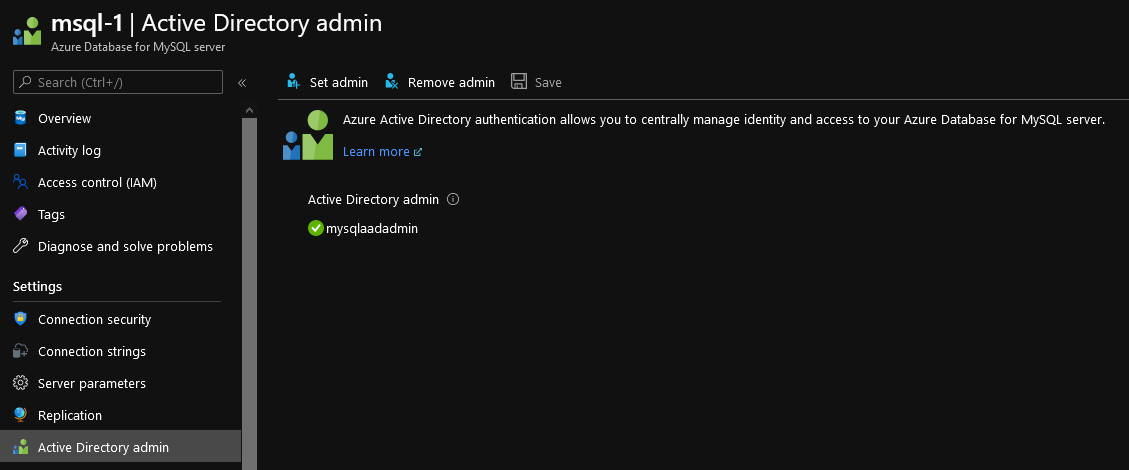 msql-1 | Active Directory admin
Azure Database for MySQL server
Search (Ctrl+/)
«
Overview
Activity log
Access control (IAM)
Tags
Diagnose and solve problems
Settings
Connection security
Connection strings
Server parameters
Replication
Active Directory admin
Set admin
Remove admin
Save
Azure Active Directory authentication allows you to centrally manage identity and access to your Azure Database for MySQL server.
Learn more
Active Directory admin
mysqlaadadmin